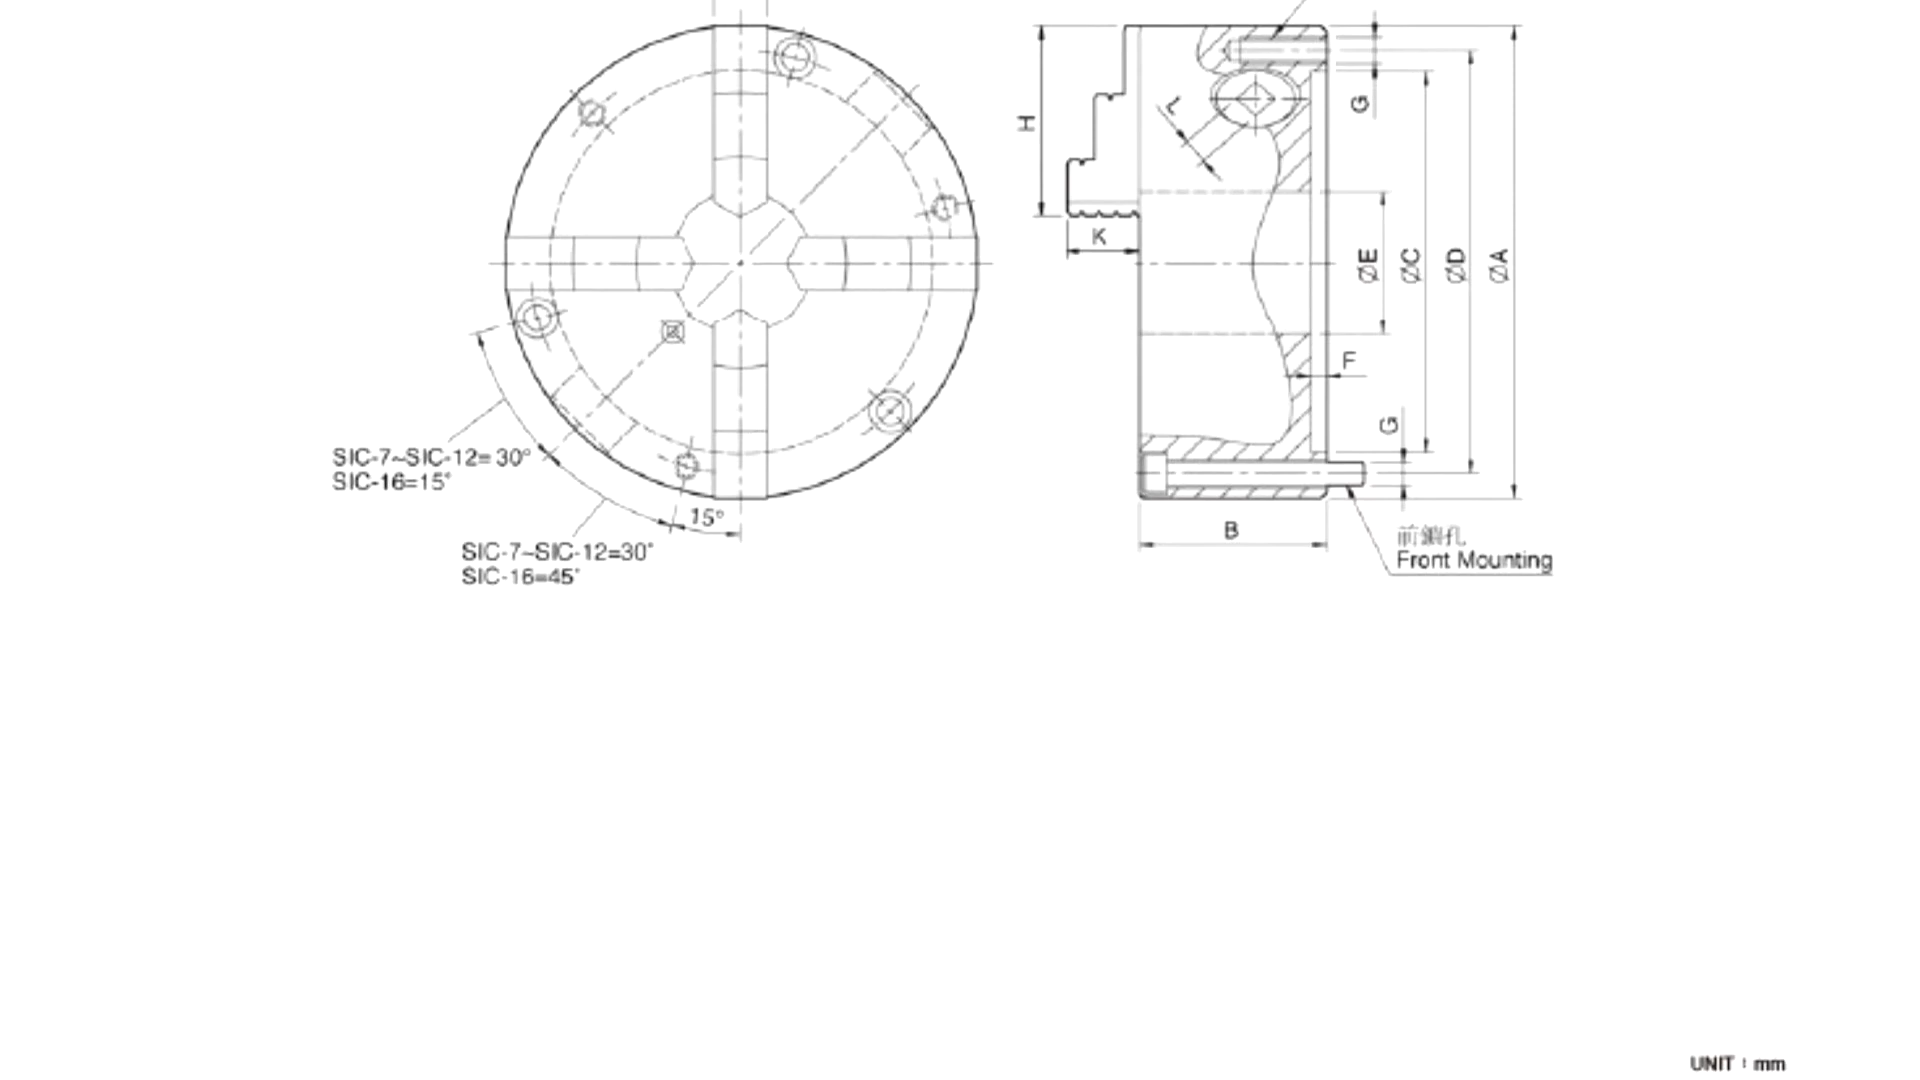 H
L
G
K
ØE
ØC
ØD
ØA
F
G
SIC-7~SIC-12=30°
SIC-16=15°
15°
B
SIC-7~SIC-12=30°
SIC-16=45°
前鎖孔
Front Mounting
UNIT : mm